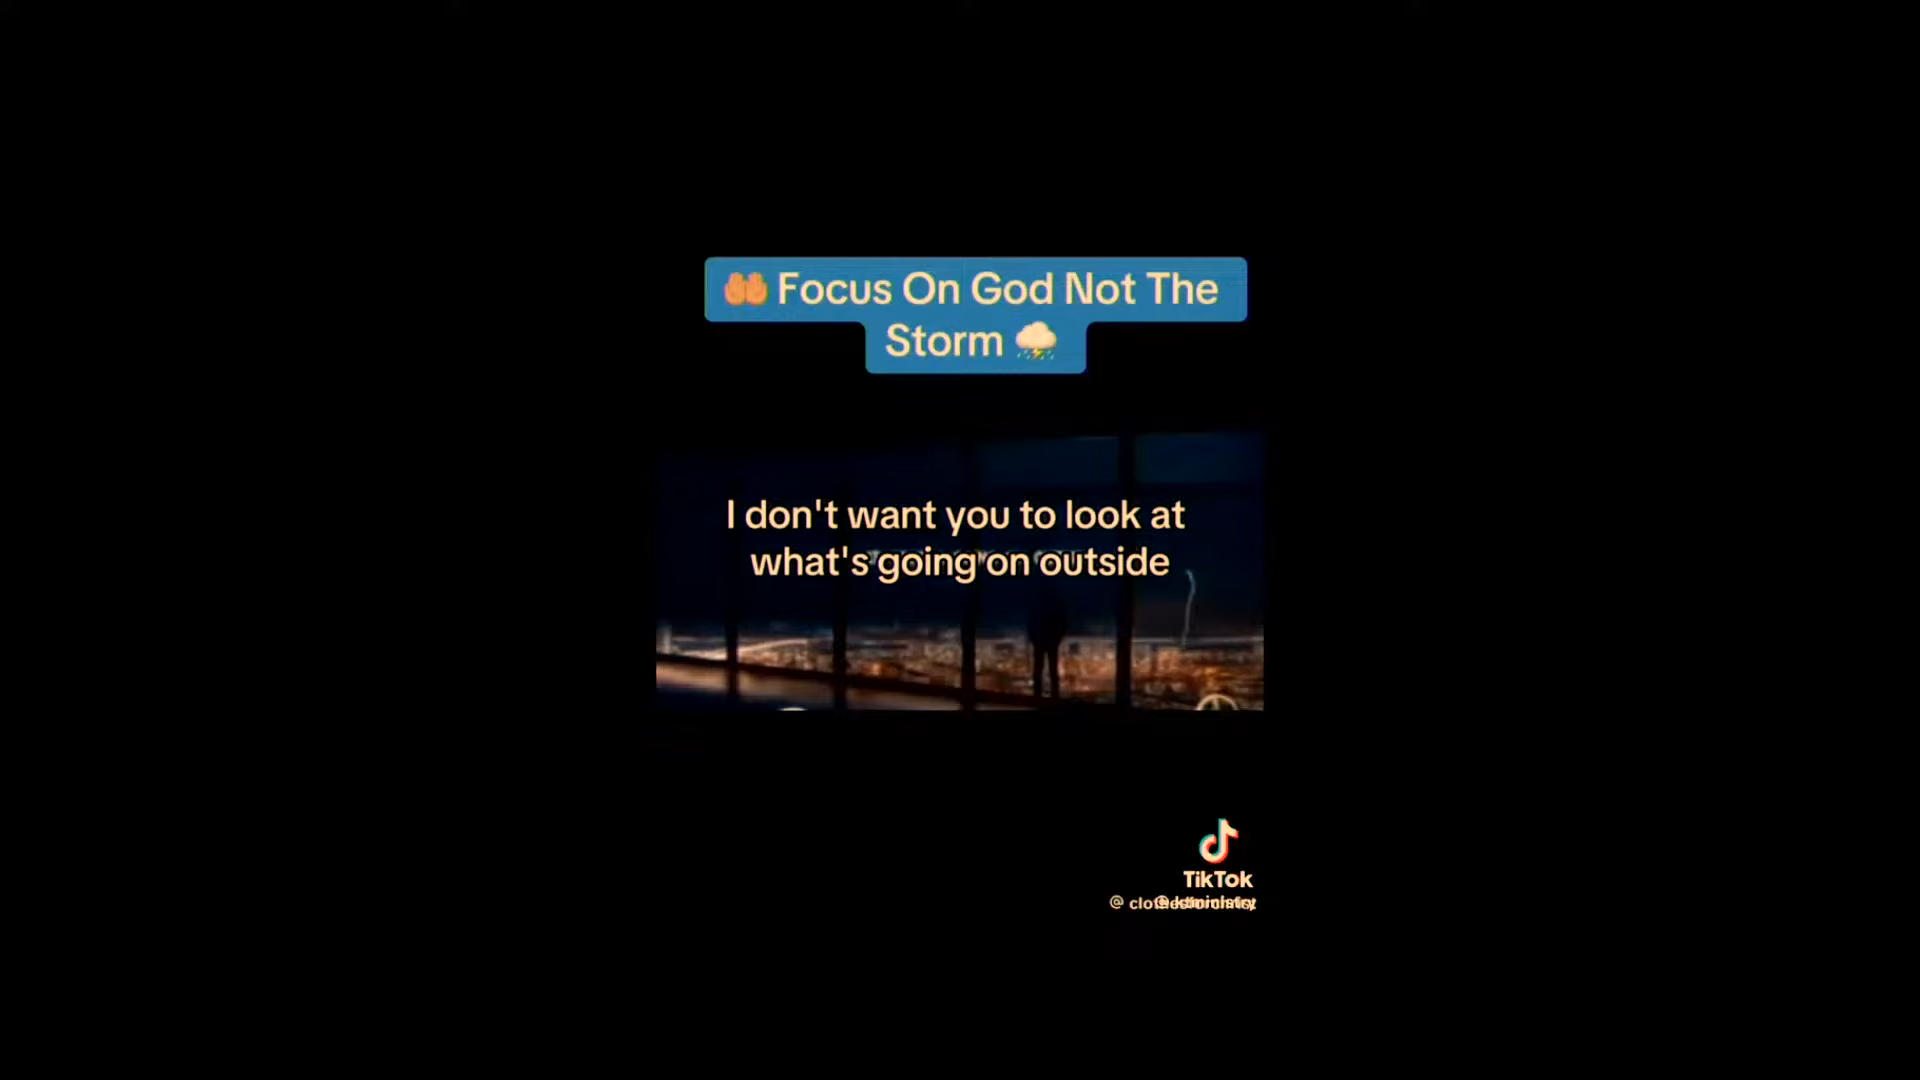 🤲🏽 Focus On God Not The
Storm ⛈️
I don't want you to look at
what's going on outside
TikTok